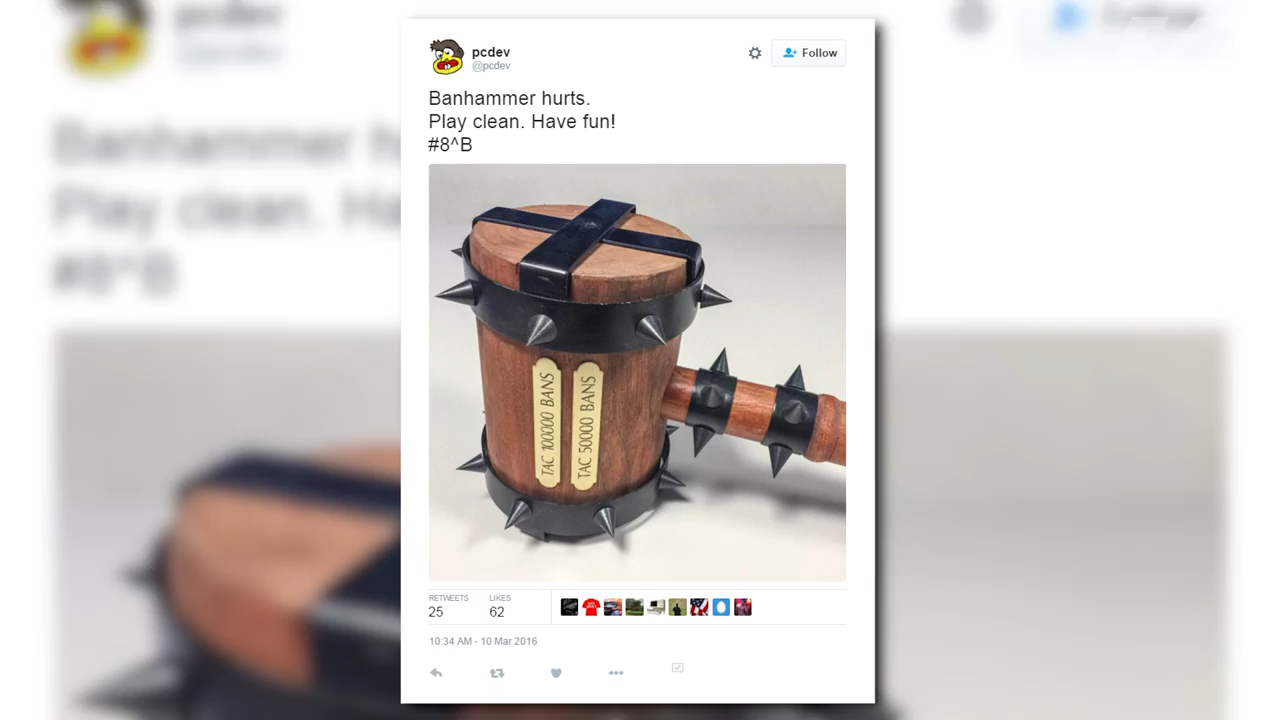 pcdev
@pcdev
Follow
Banhammer hurts.
Play clean. Have fun!
#8^B
TAC 100000 BANS
TAC 50000 BANS
RETWEETS
LIKES
25
62
10:34 AM - 10 Mar 2016